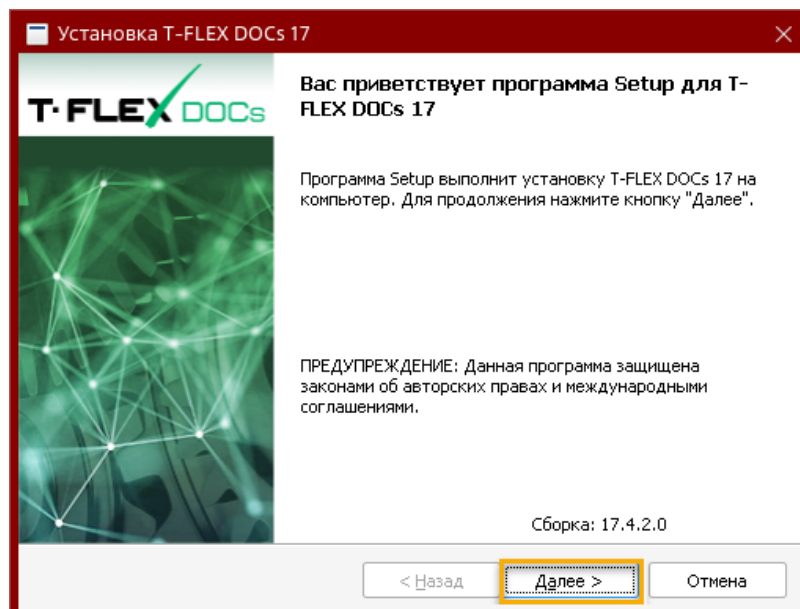 Установка T-FLEX DOCs 17
T-FLEX DOCs
Вас приветствует программа Setup для T-
FLEX DOCs 17
Программа Setup выполнит установку T-FLEX DOCs 17 на
компьютер. Для продолжения нажмите кнопку "Далее".
ПРЕДУПРЕЖДЕНИЕ: Данная программа защищена
законами об авторских правах и международными
соглашениями.
Сборка: 17.4.2.0
< Назад
Далее >
Отмена